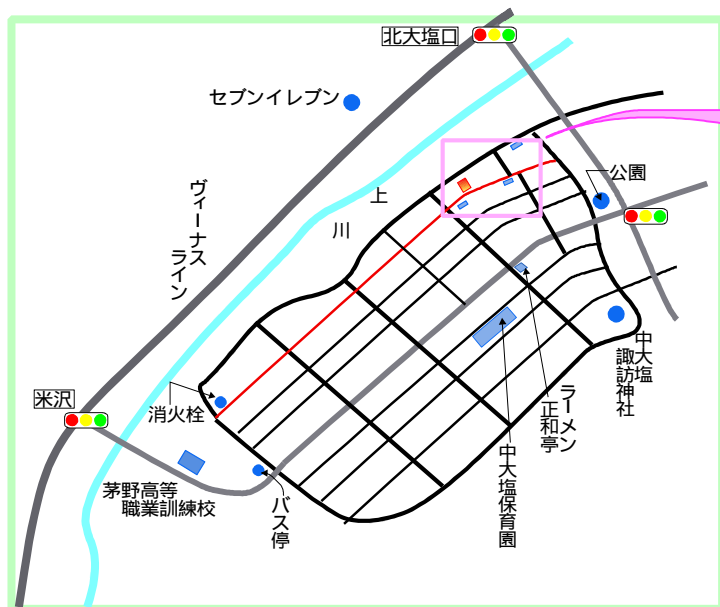 北大塩口
セブンイレブン
公園
上
川
ヴィーナス
ライン
米沢
消火栓
中大塩
諏訪神社
ラーメン
正和亭
中大塩保育園
茅野高等
職業訓練校
バス停